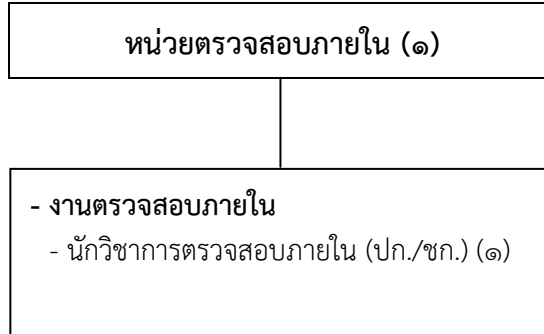 หน่วยตรวจสอบภายใน (๑)
- งานตรวจสอบภายใน
- นักวิชาการตรวจสอบภายใน (ปก./ชก.) (๑)